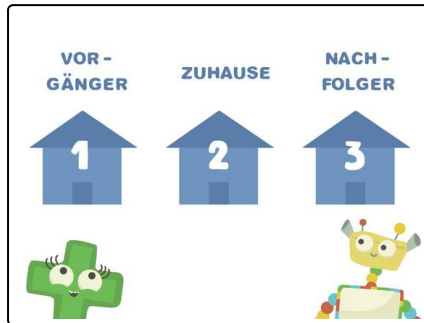 VOR-
GÄNGER
ZUHAUSE
NACH-
FOLGER
1
2
3